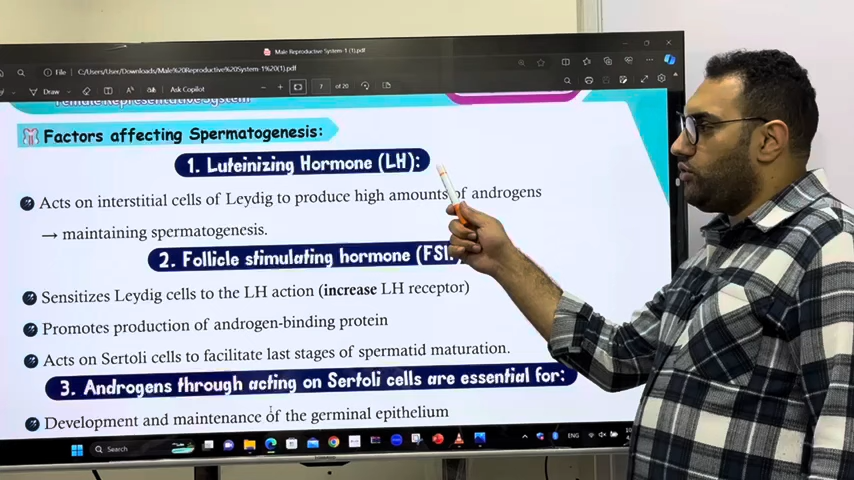 Male Reproductive System-1 (1).pdf
File C:/Users/User/Downloads/Male%20Reproductive%20System-1%20(1).pdf
Draw Ask Copilot 7 of 20
Female Representative System
Factors affecting Spermatogenesis:
1. Luteinizing Hormone (LH):
Acts on interstitial cells of Leydig to produce high amounts of androgens
→ maintaining spermatogenesis.
2. Follicle stimulating hormone (FSH
Sensitizes Leydig cells to the LH action (increase LH receptor)
Promotes production of androgen-binding protein
Acts on Sertoli cells to facilitate last stages of spermatid maturation.
3. Androgens through acting on Sertoli cells are essential for:
Development and maintenance of the germinal epithelium
Search
ENG